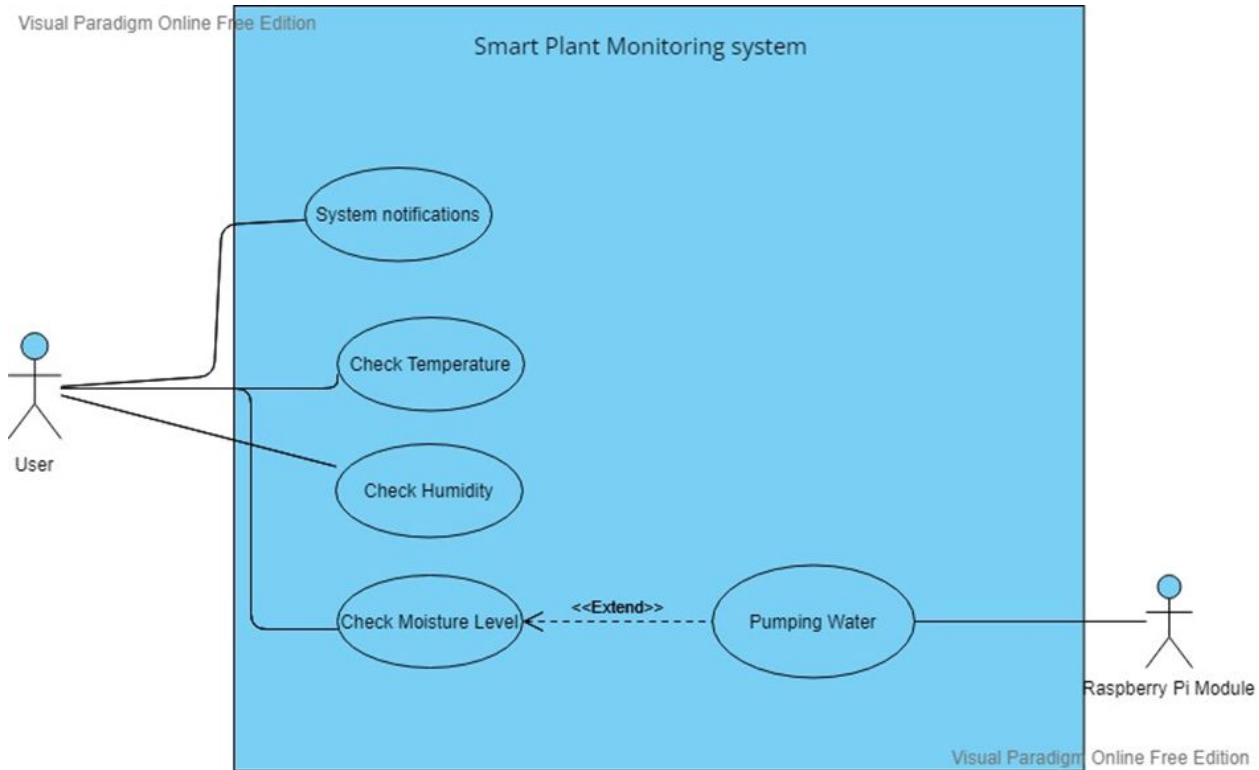 Visual Paradigm Online Free Edition
Smart Plant Monitoring system
System notifications
Check Temperature
User
Check Humidity
<<Extend>>
Check Moisture Level
Pumping Water
Raspberry Pi Module
Visual Paradigm Online Free Edition